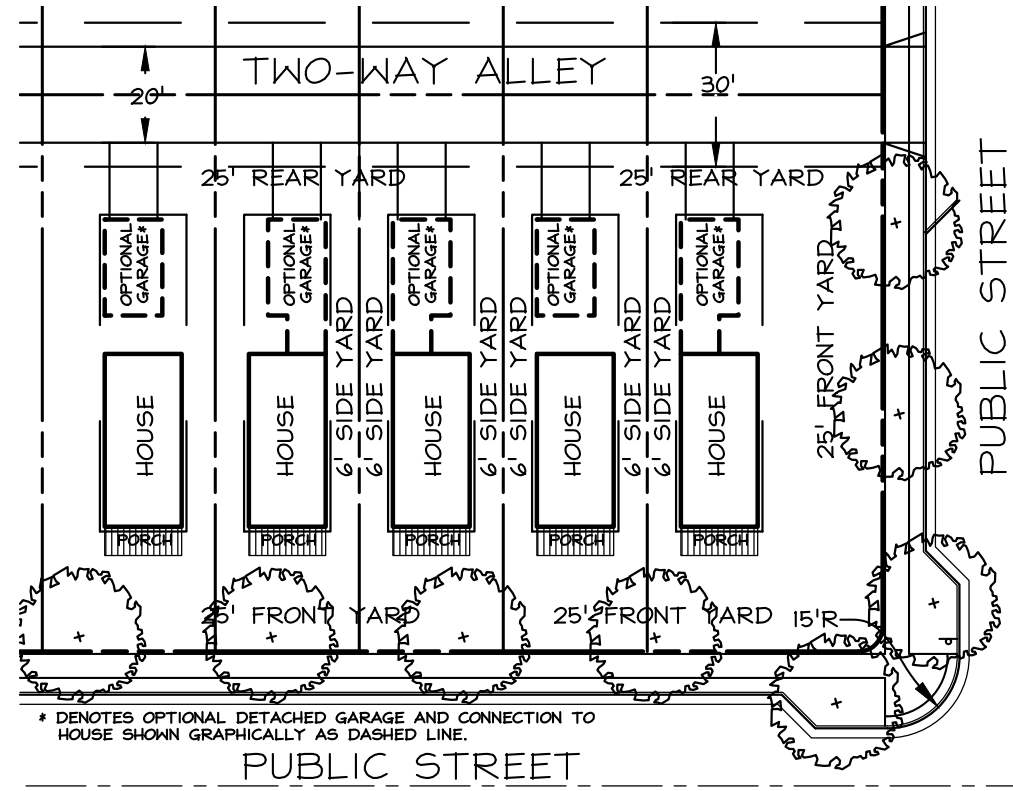 TWO-WAY ALLEY
20'
30'
25' REAR YARD
25' REAR YARD
OPTIONAL
GARAGE*
OPTIONAL
GARAGE*
OPTIONAL
GARAGE*
OPTIONAL
GARAGE*
OPTIONAL
GARAGE*
PUBLIC STREET
25' FRONT YARD
6' SIDE YARD
6' SIDE YARD
6' SIDE YARD
6' SIDE YARD
6' SIDE YARD
6' SIDE YARD
HOUSE
HOUSE
HOUSE
HOUSE
HOUSE
PORCH
PORCH
PORCH
PORCH
PORCH
25' FRONT YARD
25' FRONT YARD
15'R
* DENOTES OPTIONAL DETACHED GARAGE AND CONNECTION TO
HOUSE SHOWN GRAPHICALLY AS DASHED LINE.
PUBLIC STREET